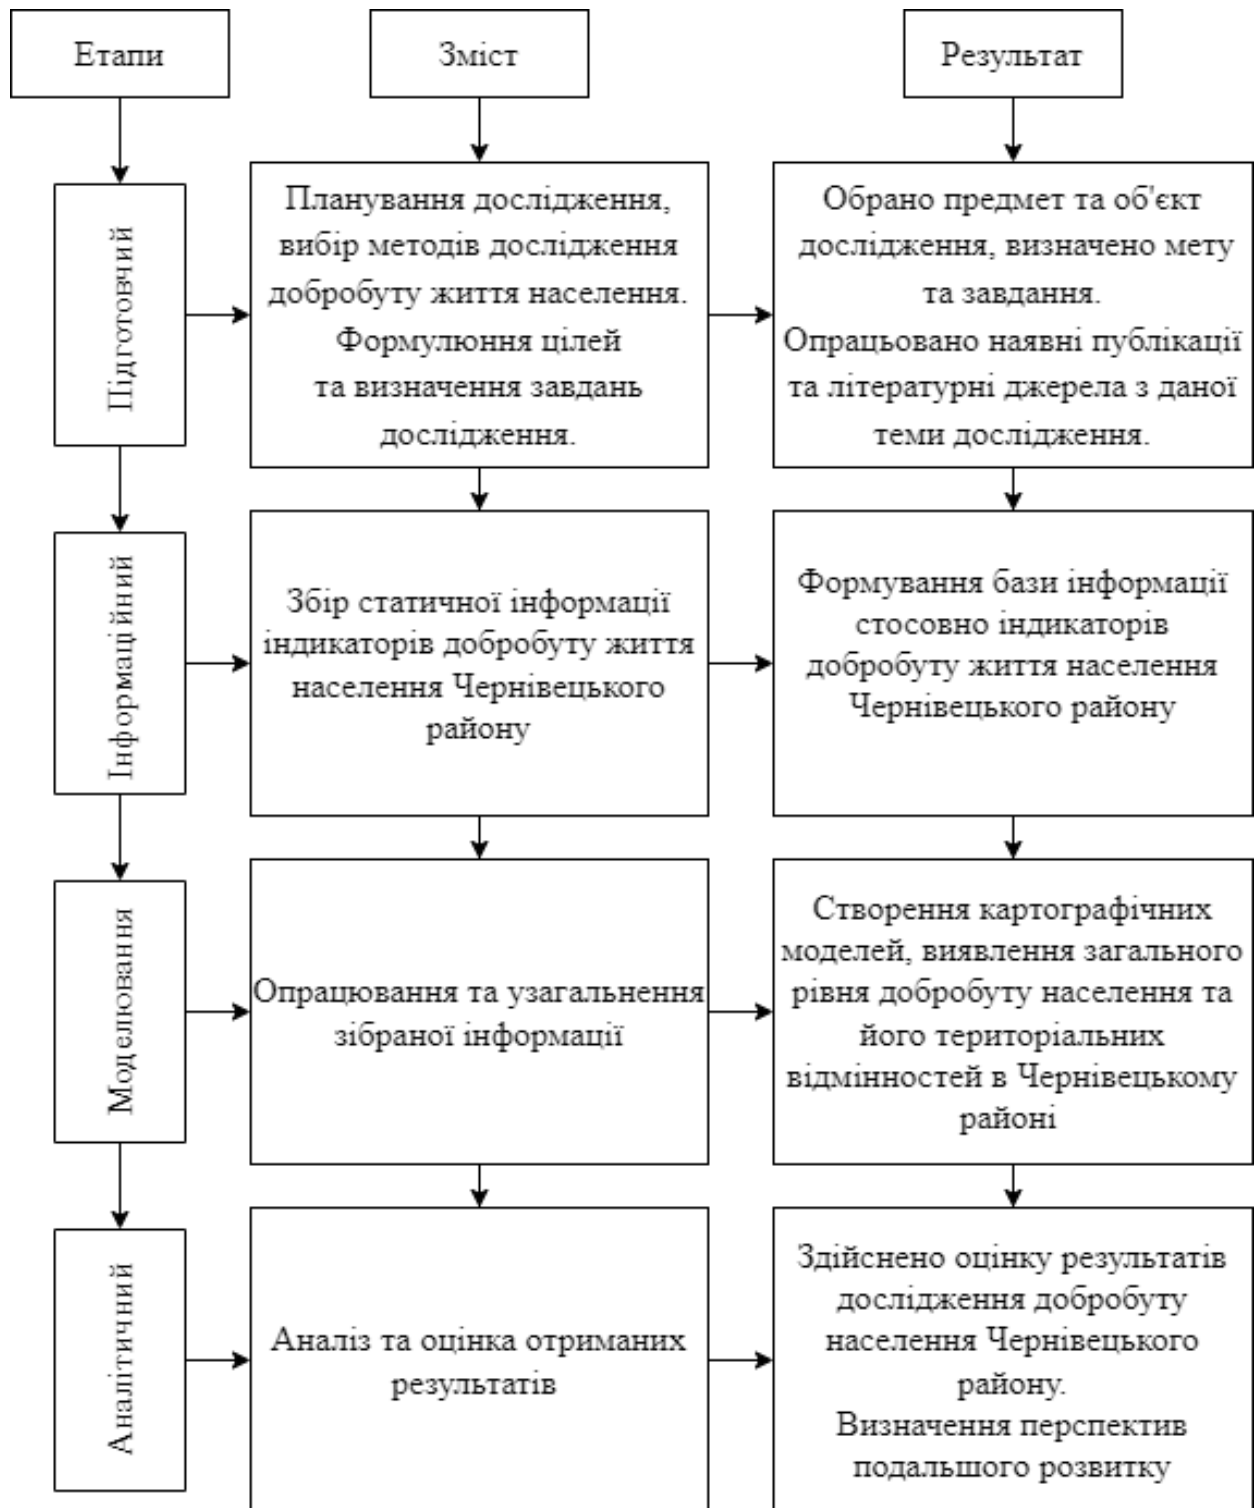 Етапи
Зміст
Результат
Підготовчий
Планування дослідження,
вибір методів дослідження
добробуту життя населення.
Формулюння цілей
та визначення завдань
дослідження.
Обрано предмет та об'єкт
дослідження, визначено мету
та завдання.
Опрацьовано наявні публікації
та літературні джерела з даної
теми дослідження.
Інформаційний
Збір статичної інформації
індикаторів добробуту життя
населення Чернівецького
району
Формування бази інформації
стосовно індикаторів
добробуту життя населення
Чернівецького району
Моделювання
Опрацювання та узагальнення
зібраної інформації
Створення картографічних
моделей, виявлення загального
рівня добробуту населення та
його територіальних
відмінностей в Чернівецькому
районі
Аналітичний
Аналіз та оцінка отриманих
результатів
Здійснено оцінку результатів
дослідження добробуту
населення Чернівецького
району.
Визначення перспектив
подальшого розвитку